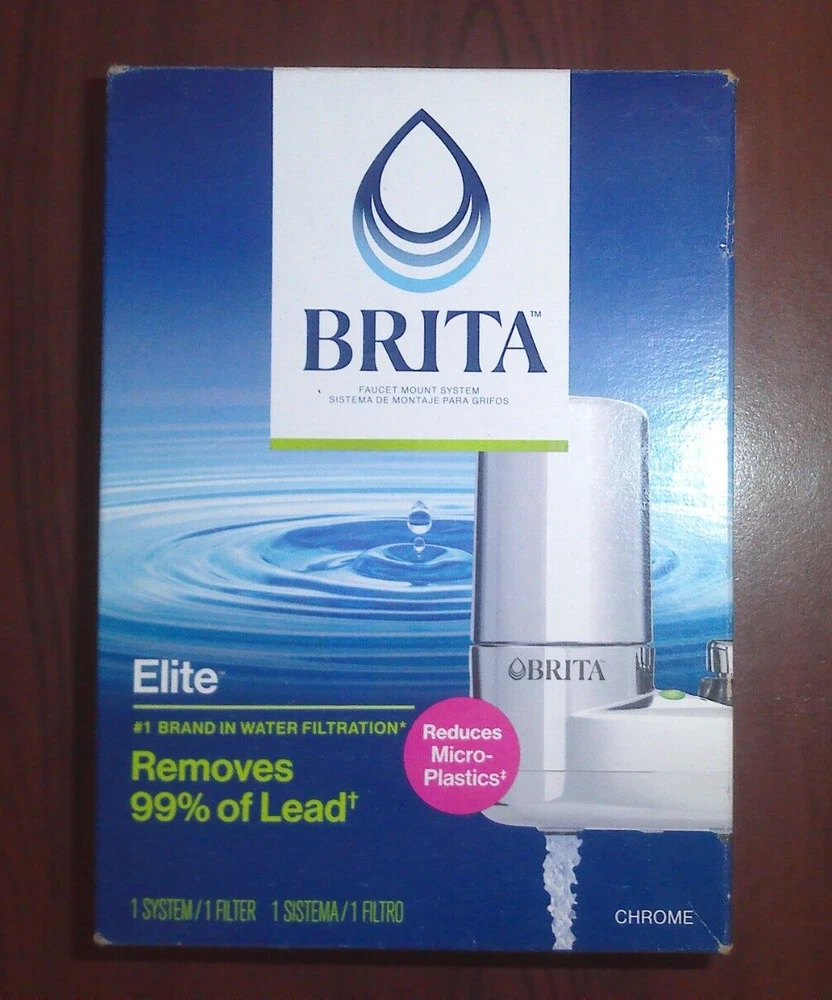 BRITA™
FAUCET MOUNT SYSTEM
SISTEMA DE MONTAJE PARA GRIFOS
BRITA
Elite™
#1 BRAND IN WATER FILTRATION*
Removes
99% of Lead†
Reduces
Micro-
Plastics‡
1 SYSTEM/1 FILTER 1 SISTEMA/1 FILTRO
CHROME